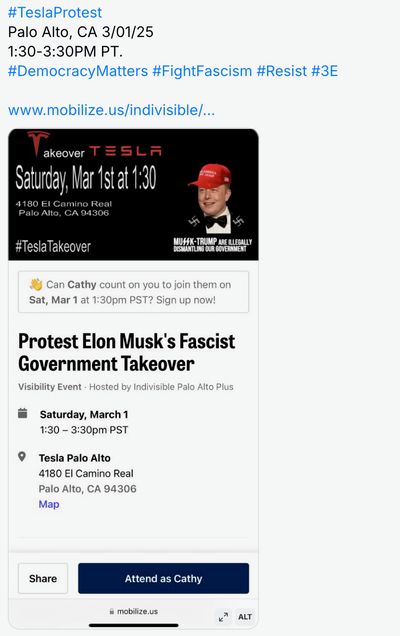 #TeslaProtest
Palo Alto, CA 3/01/25
1:30-3:30PM PT.
#DemocracyMatters #FightFascism #Resist #3E
www.mobilize.us/indivisible/...
Takeover TESLA
Saturday, Mar 1st at 1:30
4180 El Camino Real
Palo Alto, CA 94306
#TeslaTakeover
MUSK-TRUMP ARE ILLEGALLY
DISMANTLING OUR GOVERNMENT
👋 Can Cathy count on you to join them on
Sat, Mar 1 at 1:30pm PST? Sign up now!
Protest Elon Musk's Fascist
Government Takeover
Visibility Event · Hosted by Indivisible Palo Alto Plus
Saturday, March 1
1:30 – 3:30pm PST
Tesla Palo Alto
4180 El Camino Real
Palo Alto, CA 94306
Map
Share
Attend as Cathy
mobilize.us
ALT